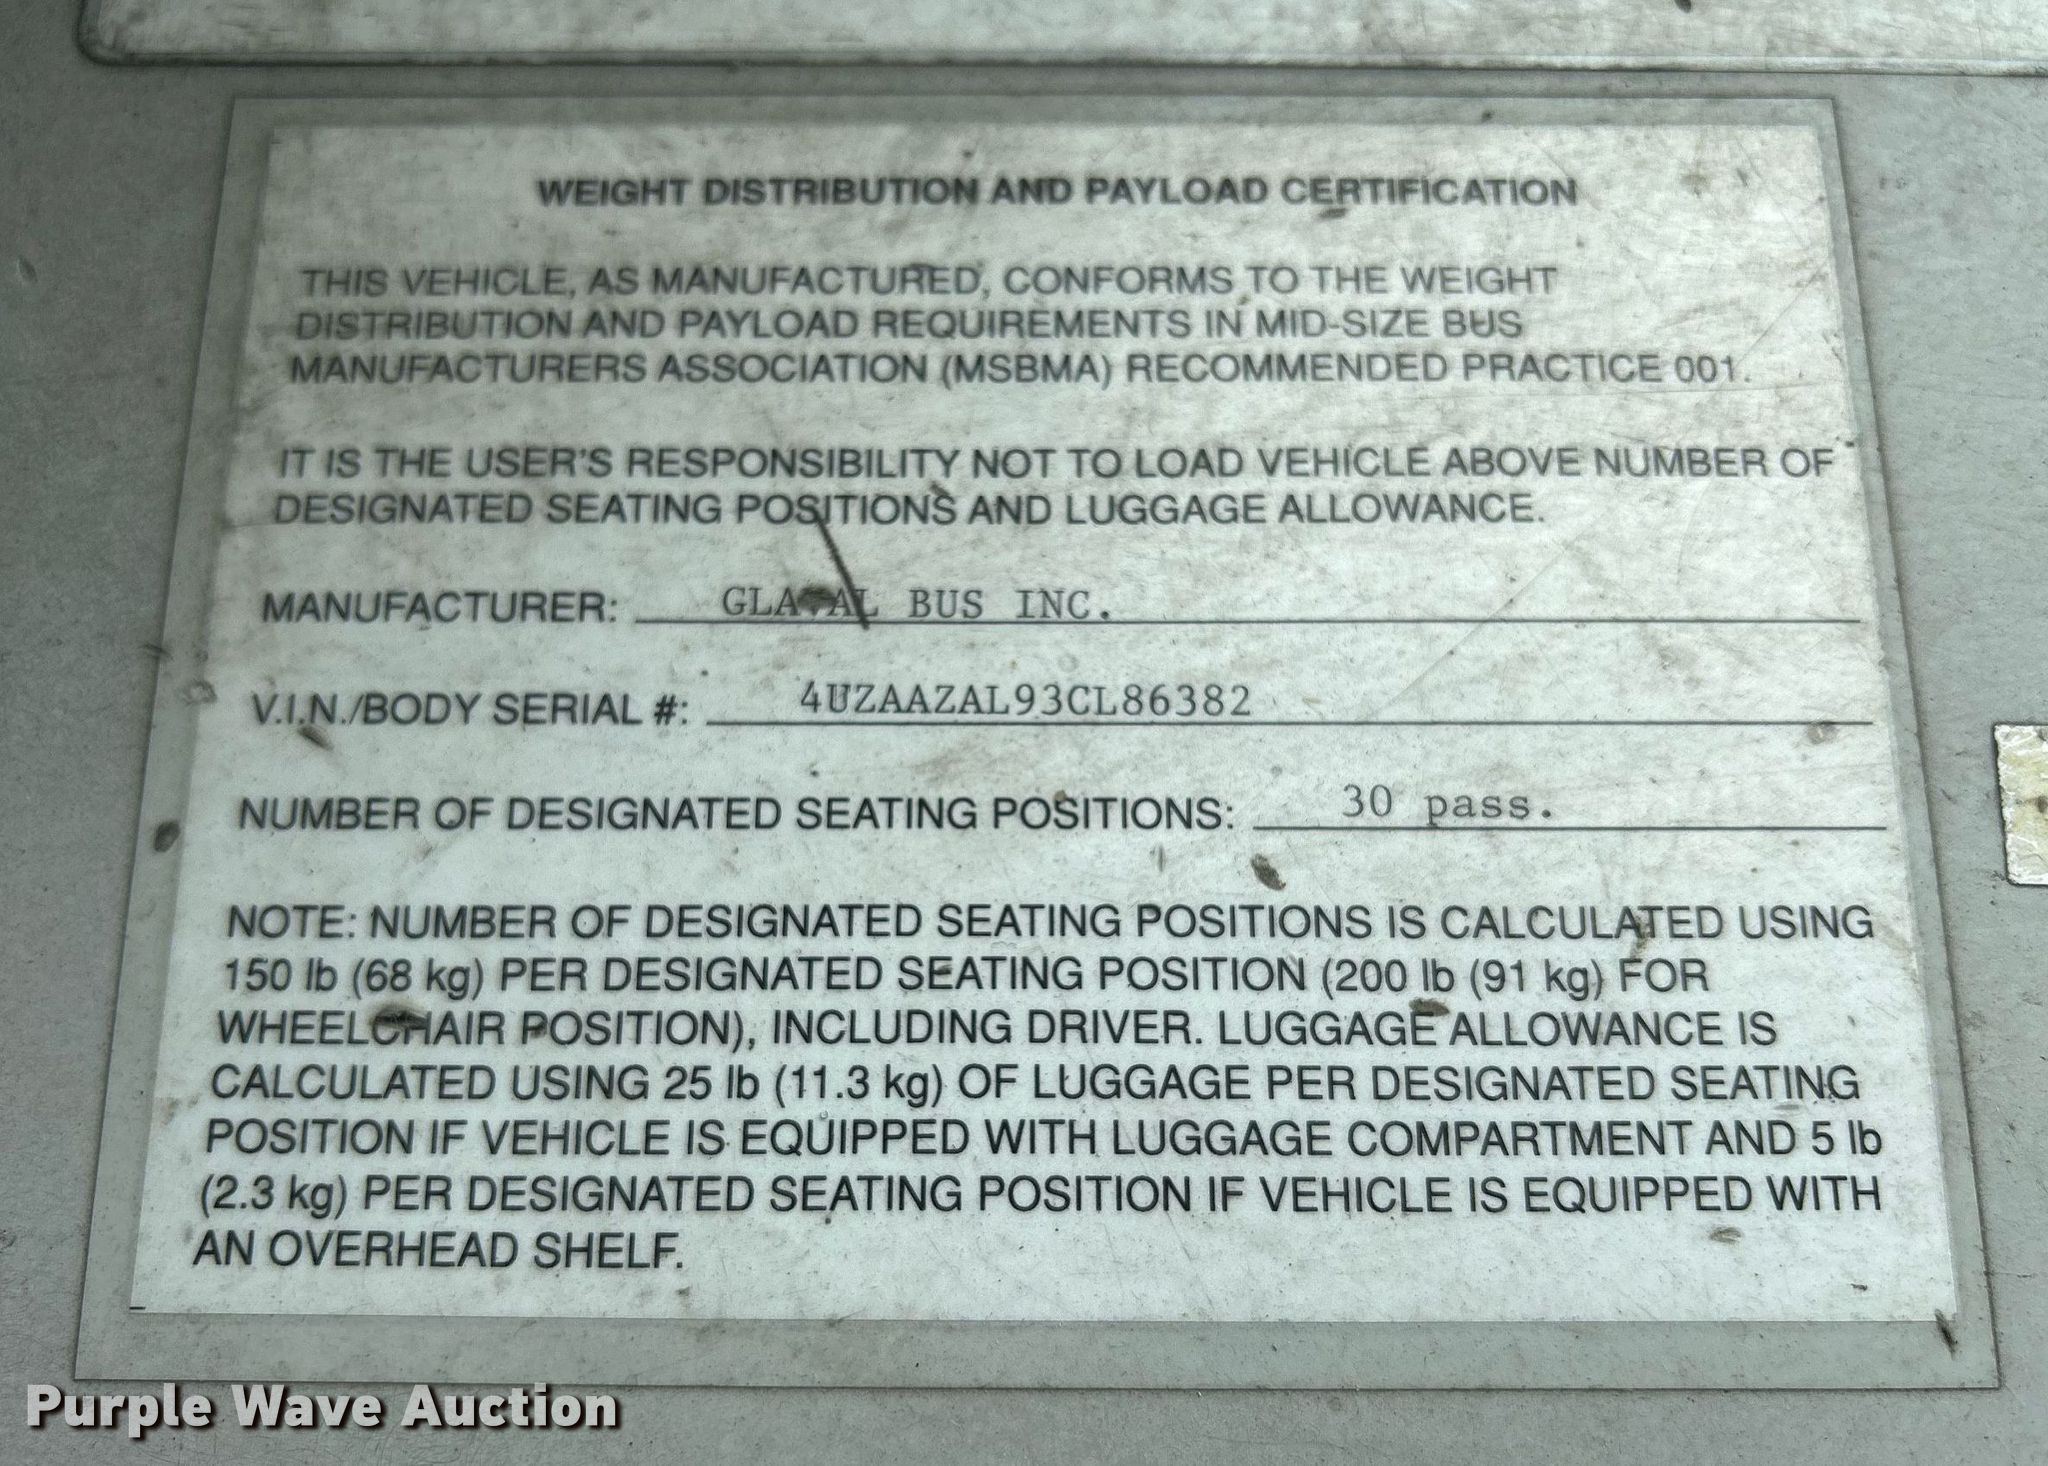 WEIGHT DISTRIBUTION AND PAYLOAD CERTIFICATION
THIS VEHICLE, AS MANUFACTURED, CONFORMS TO THE WEIGHT
DISTRIBUTION AND PAYLOAD REQUIREMENTS IN MID-SIZE BUS
MANUFACTURERS ASSOCIATION (MSBMA) RECOMMENDED PRACTICE 001.
IT IS THE USER'S RESPONSIBILITY NOT TO LOAD VEHICLE ABOVE NUMBER OF
DESIGNATED SEATING POSITIONS AND LUGGAGE ALLOWANCE.
MANUFACTURER: GLAVAL BUS INC.
V.I.N./BODY SERIAL #: 4UZAAZAL93CL86382
NUMBER OF DESIGNATED SEATING POSITIONS: 30 pass.
NOTE: NUMBER OF DESIGNATED SEATING POSITIONS IS CALCULATED USING
150 lb (68 kg) PER DESIGNATED SEATING POSITION (200 lb (91 kg) FOR
WHEELCHAIR POSITION), INCLUDING DRIVER. LUGGAGE ALLOWANCE IS
CALCULATED USING 25 lb (11.3 kg) OF LUGGAGE PER DESIGNATED SEATING
POSITION IF VEHICLE IS EQUIPPED WITH LUGGAGE COMPARTMENT AND 5 lb
(2.3 kg) PER DESIGNATED SEATING POSITION IF VEHICLE IS EQUIPPED WITH
AN OVERHEAD SHELF.
Purple Wave Auction